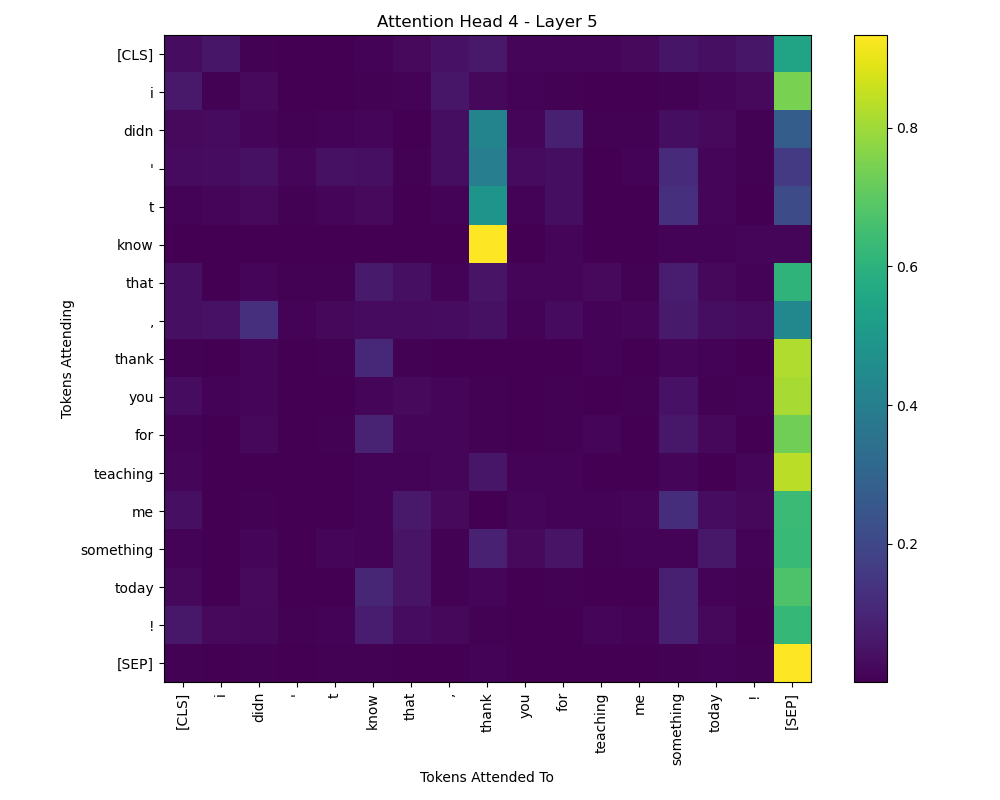 Attention Head 4 - Layer 5
Tokens Attending
[CLS]
i
didn
'
t
know
that
,
thank
you
for
teaching
me
something
today
!
[SEP]
[CLS]
i
didn
'
t
know
that
,
thank
you
for
teaching
me
something
today
!
[SEP]
Tokens Attended To
0.8
0.6
0.4
0.2